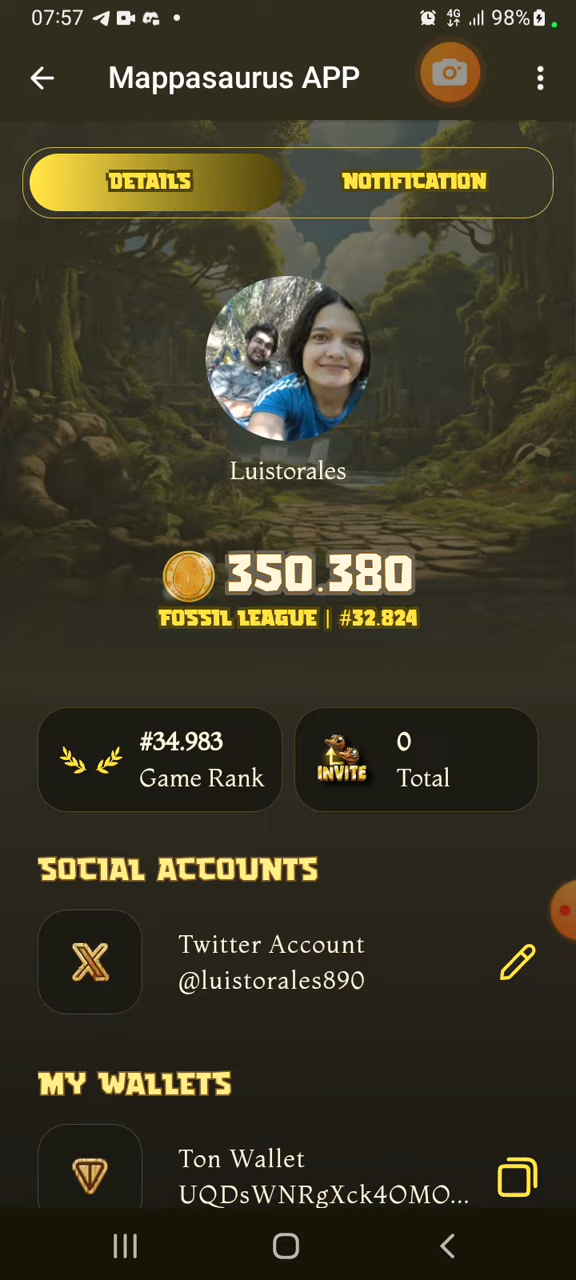 07:57
4G 98%
Mappasaurus APP
DETAILS
NOTIFICATION
Luistorales
350.380
FOSSIL LEAGUE | #32.824
#34.983
Game Rank
INVITE
0
Total
SOCIAL ACCOUNTS
X
Twitter Account
@luistorales890
MY WALLETS
Ton Wallet
UQDsWNRgXck4OMO...